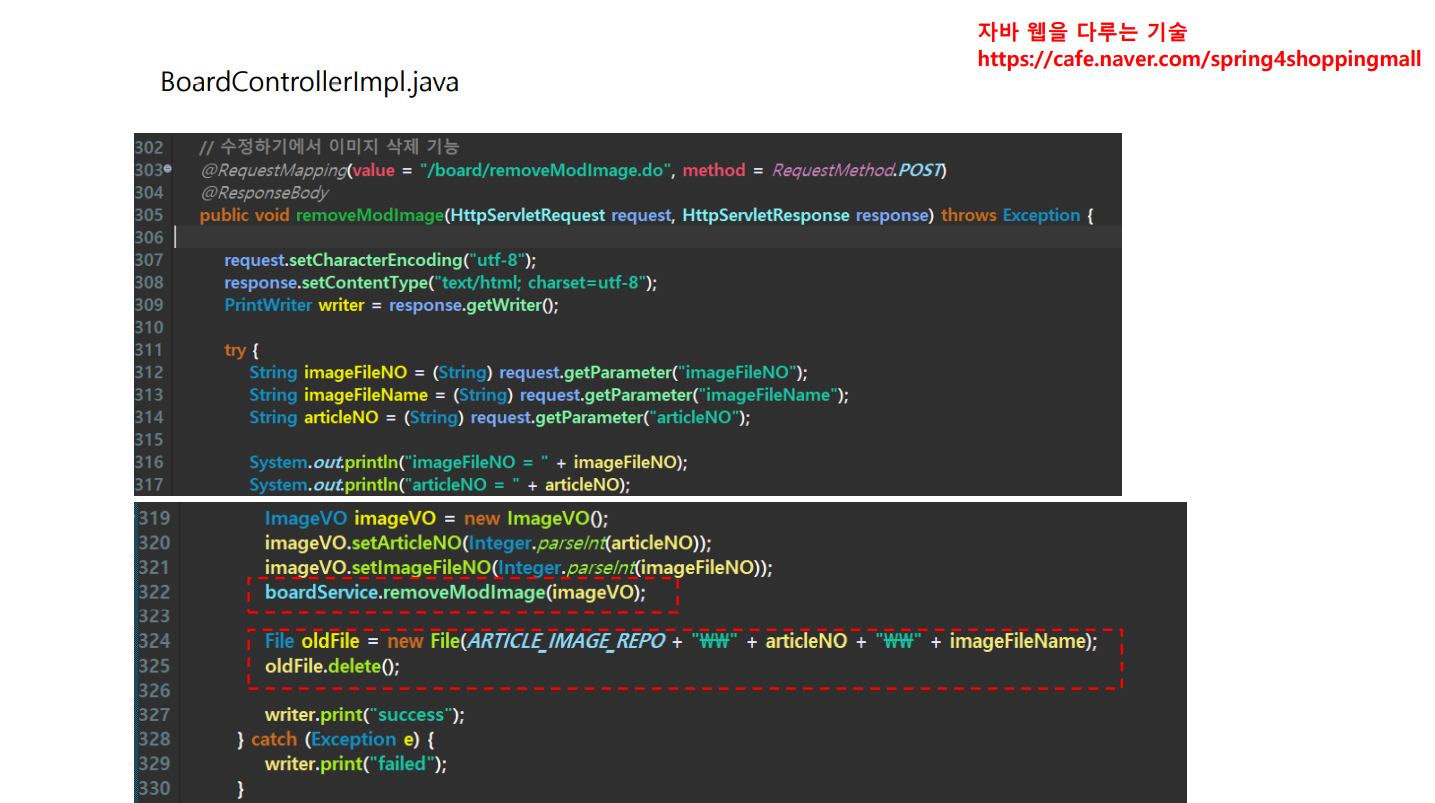 자바 웹을 다루는 기술
https://cafe.naver.com/spring4shoppingmall
BoardControllerImpl.java
302 // 수정하기에서 이미지 삭제 기능
303 @RequestMapping(value = "/board/removeModImage.do", method = RequestMethod.POST)
304 @ResponseBody
305 public void removeModImage(HttpServletRequest request, HttpServletResponse response) throws Exception {
306
307 request.setCharacterEncoding("utf-8");
308 response.setContentType("text/html; charset=utf-8");
309 PrintWriter writer = response.getWriter();
310
311 try {
312 String imageFileNO = (String) request.getParameter("imageFileNO");
313 String imageFileName = (String) request.getParameter("imageFileName");
314 String articleNO = (String) request.getParameter("articleNO");
315
316 System.out.println("imageFileNO = " + imageFileNO);
317 System.out.println("articleNO = " + articleNO);
319 ImageVO imageVO = new ImageVO();
320 imageVO.setArticleNO(Integer.parseInt(articleNO));
321 imageVO.setImageFileNO(Integer.parseInt(imageFileNO));
322 boardService.removeModImage(imageVO);
323
324 File oldFile = new File(ARTICLE_IMAGE_REPO + "₩₩" + articleNO + "₩₩" + imageFileName);
325 oldFile.delete();
326
327 writer.print("success");
328 } catch (Exception e) {
329 writer.print("failed");
330 }